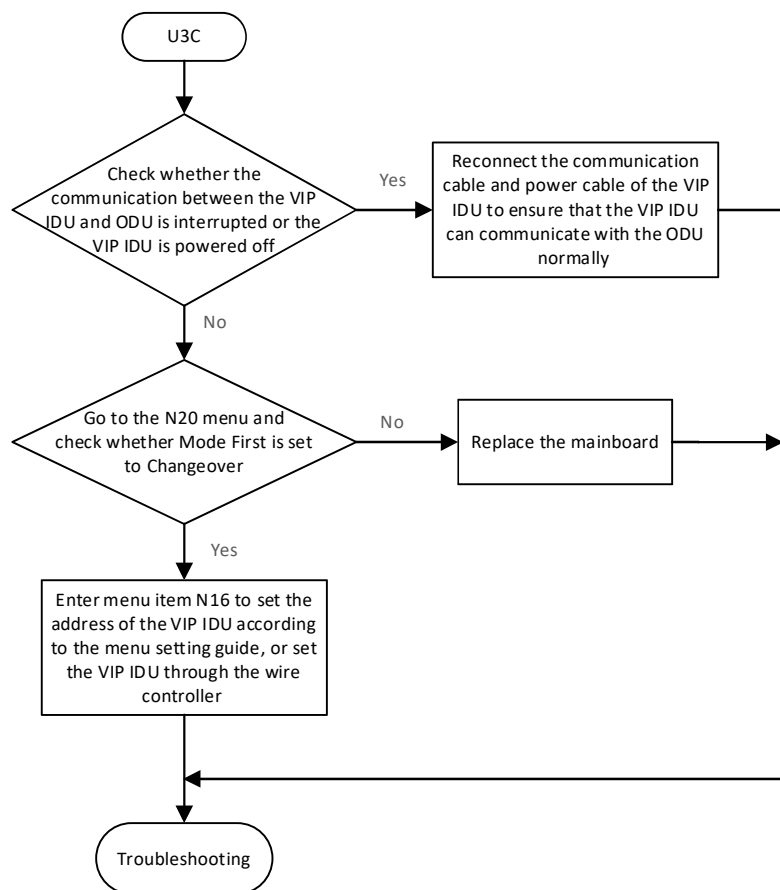 U3C
Check whether the
communication between the VIP
IDU and ODU is interrupted or the
VIP IDU is powered off
Yes
Reconnect the communication
cable and power cable of the VIP
IDU to ensure that the VIP IDU
can communicate with the ODU
normally
No
Go to the N20 menu and
check whether Mode First is set
to Changeover
No
Replace the mainboard
Yes
Enter menu item N16 to set the
address of the VIP IDU according
to the menu setting guide, or set
the VIP IDU through the wire
controller
Troubleshooting